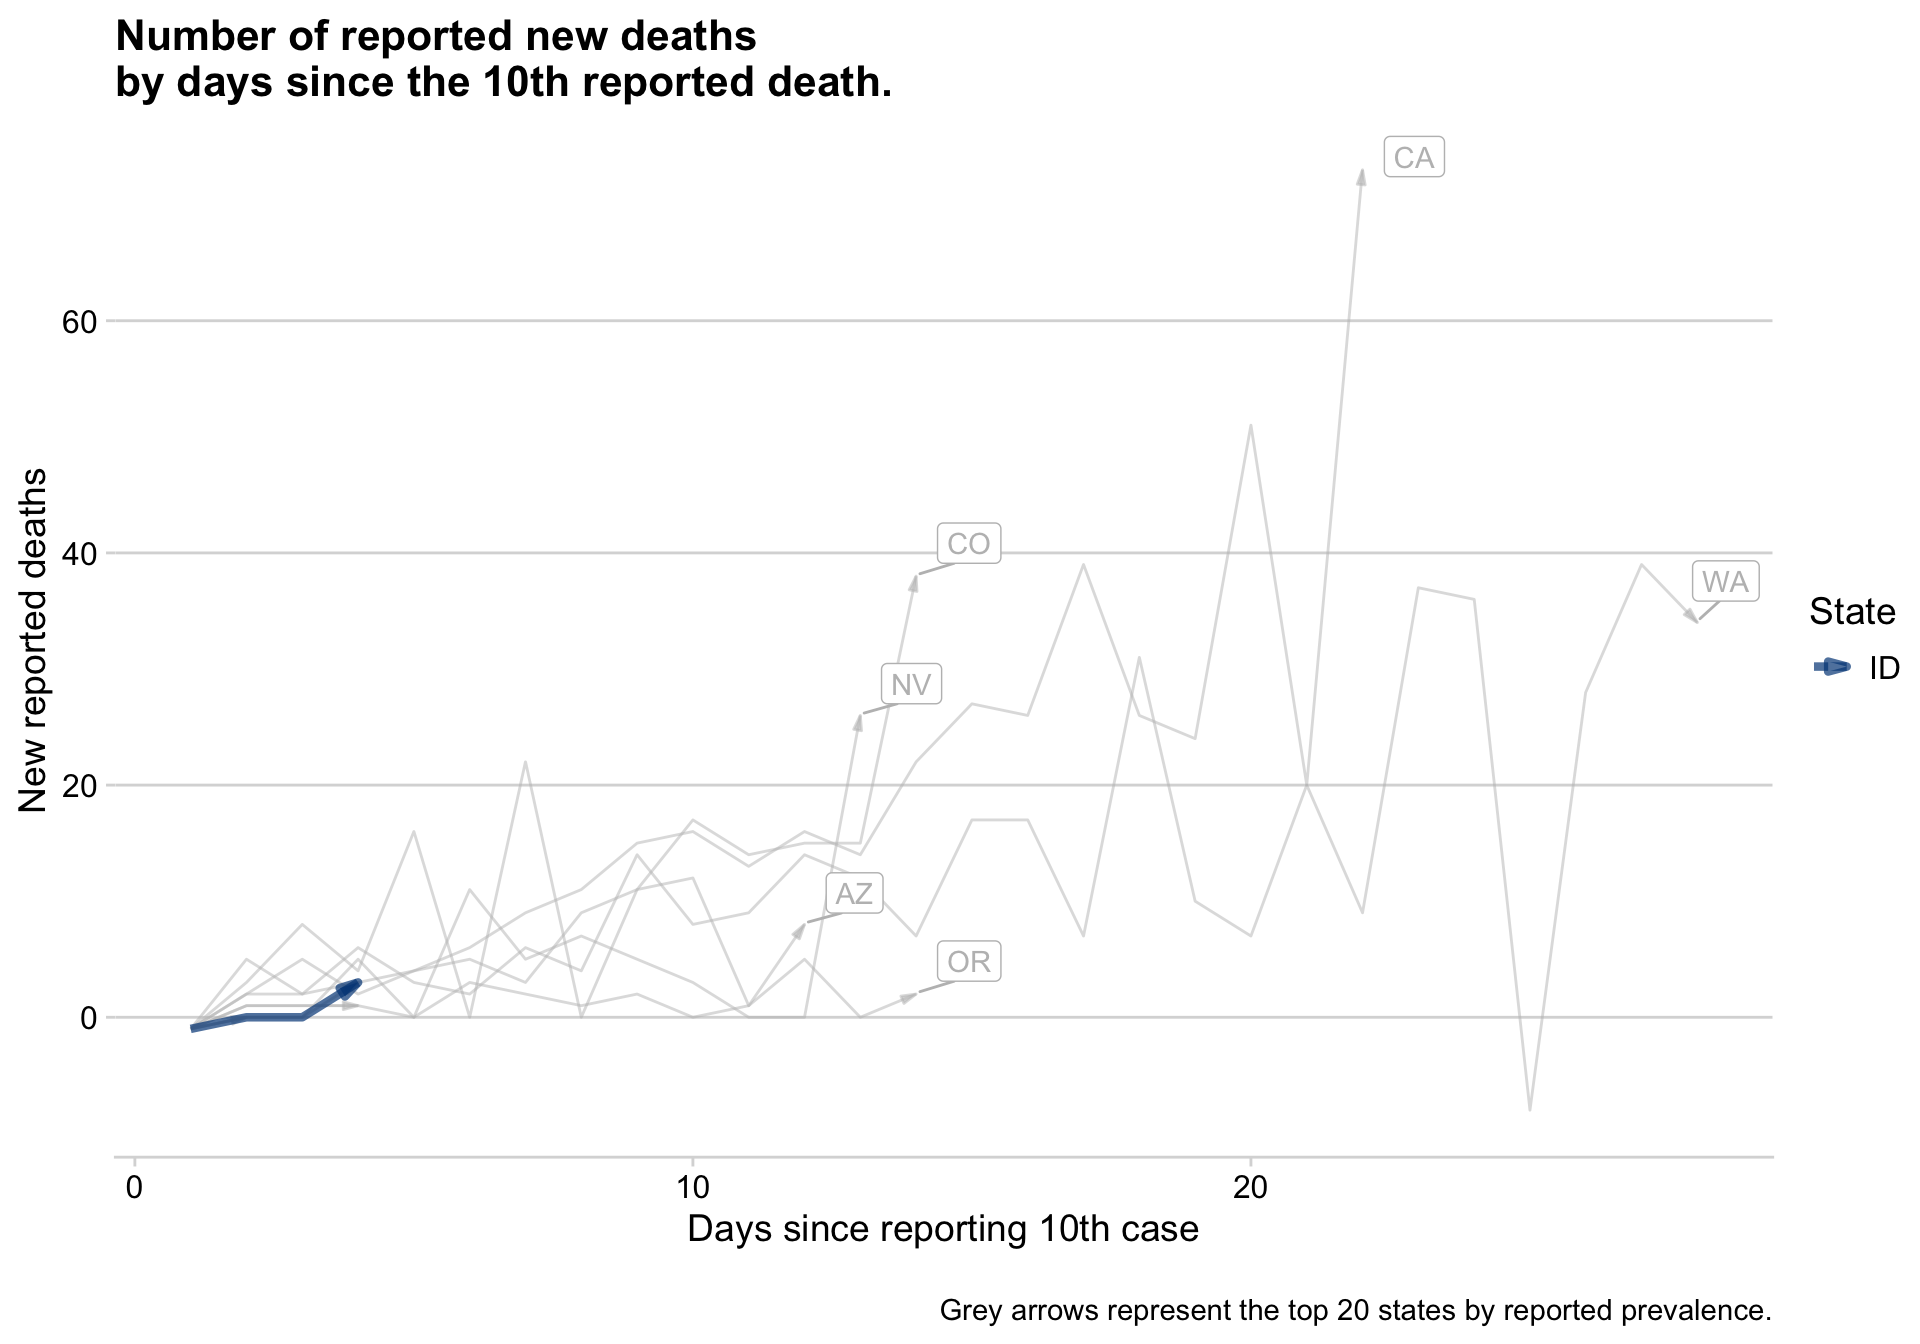 Number of reported new deaths
by days since the 10th reported death.
CA
60
CO
40
WA
NV
State
ID
New reported deaths
20
AZ
OR
0
0
10
20
Days since reporting 10th case
Grey arrows represent the top 20 states by reported prevalence.